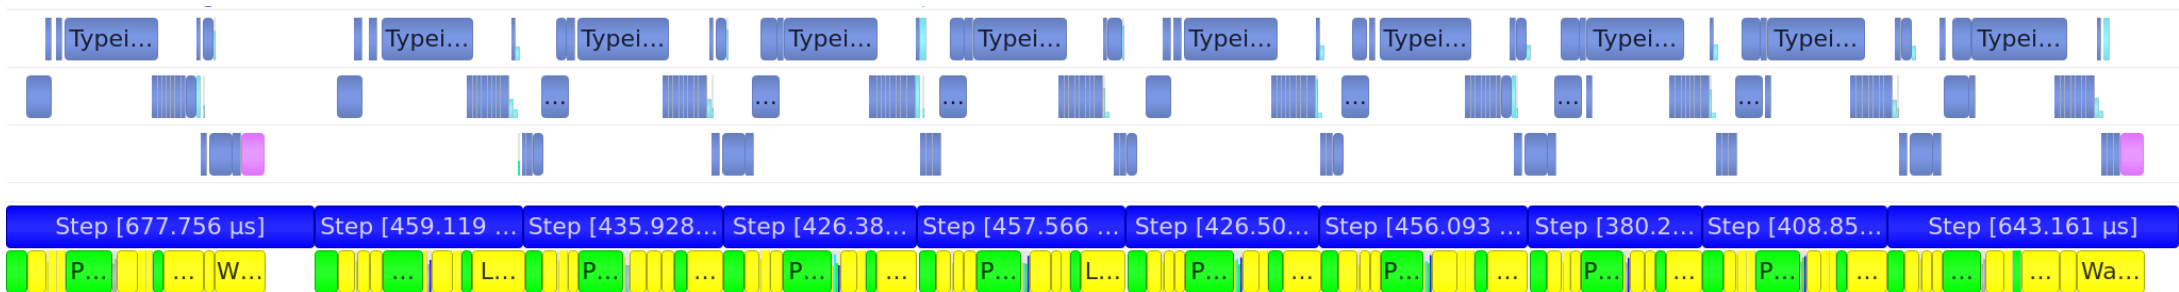 Typei... Typei... Typei... Typei... Typei... Typei... Typei... Typei... Typei... Typei...
... ... ... ... ... ...
Step [677.756 µs] Step [459.119 ... Step [435.928... Step [426.38... Step [457.566 ... Step [426.50... Step [456.093 ... Step [380.2... Step [408.85... Step [643.161 µs]
P... ... W... ... L... P... ... P... ... P... L... P... ... P... ... P... ... P... ... ... ... Wa...